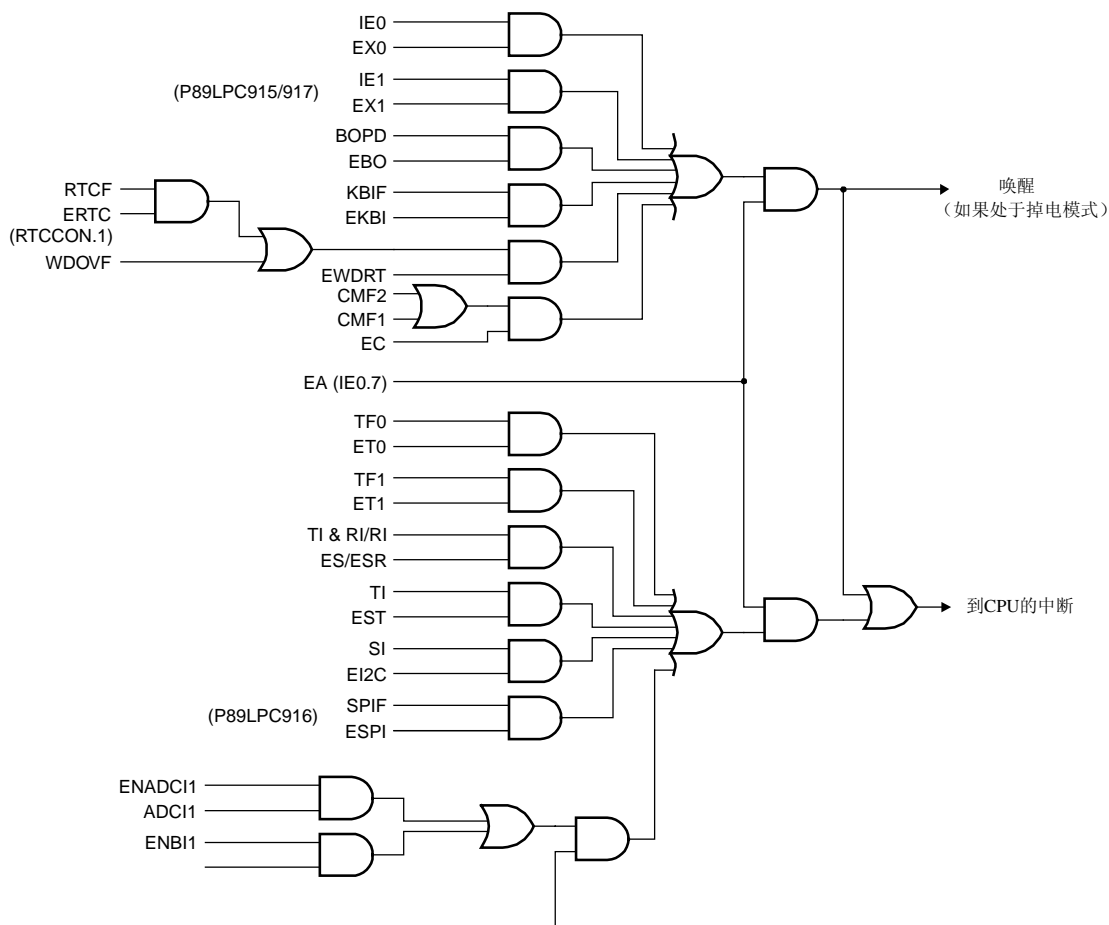 IE0
EX0
IE1
(P89LPC915/917)
EX1
BOPD
EBO
RTCF
KBIF
ERTC
EKBI
(RTCCON.1)
WDOVF
EWDRT
CMF2
CMF1
EC
唤醒
（如果处于掉电模式）
EA (IE0.7)
TF0
ET0
TF1
ET1
TI & RI/RI
ES/ESR
TI
EST
到CPU的中断
SI
EI2C
SPIF
(P89LPC916)
ESPI
ENADCI1
ADCI1
ENBI1